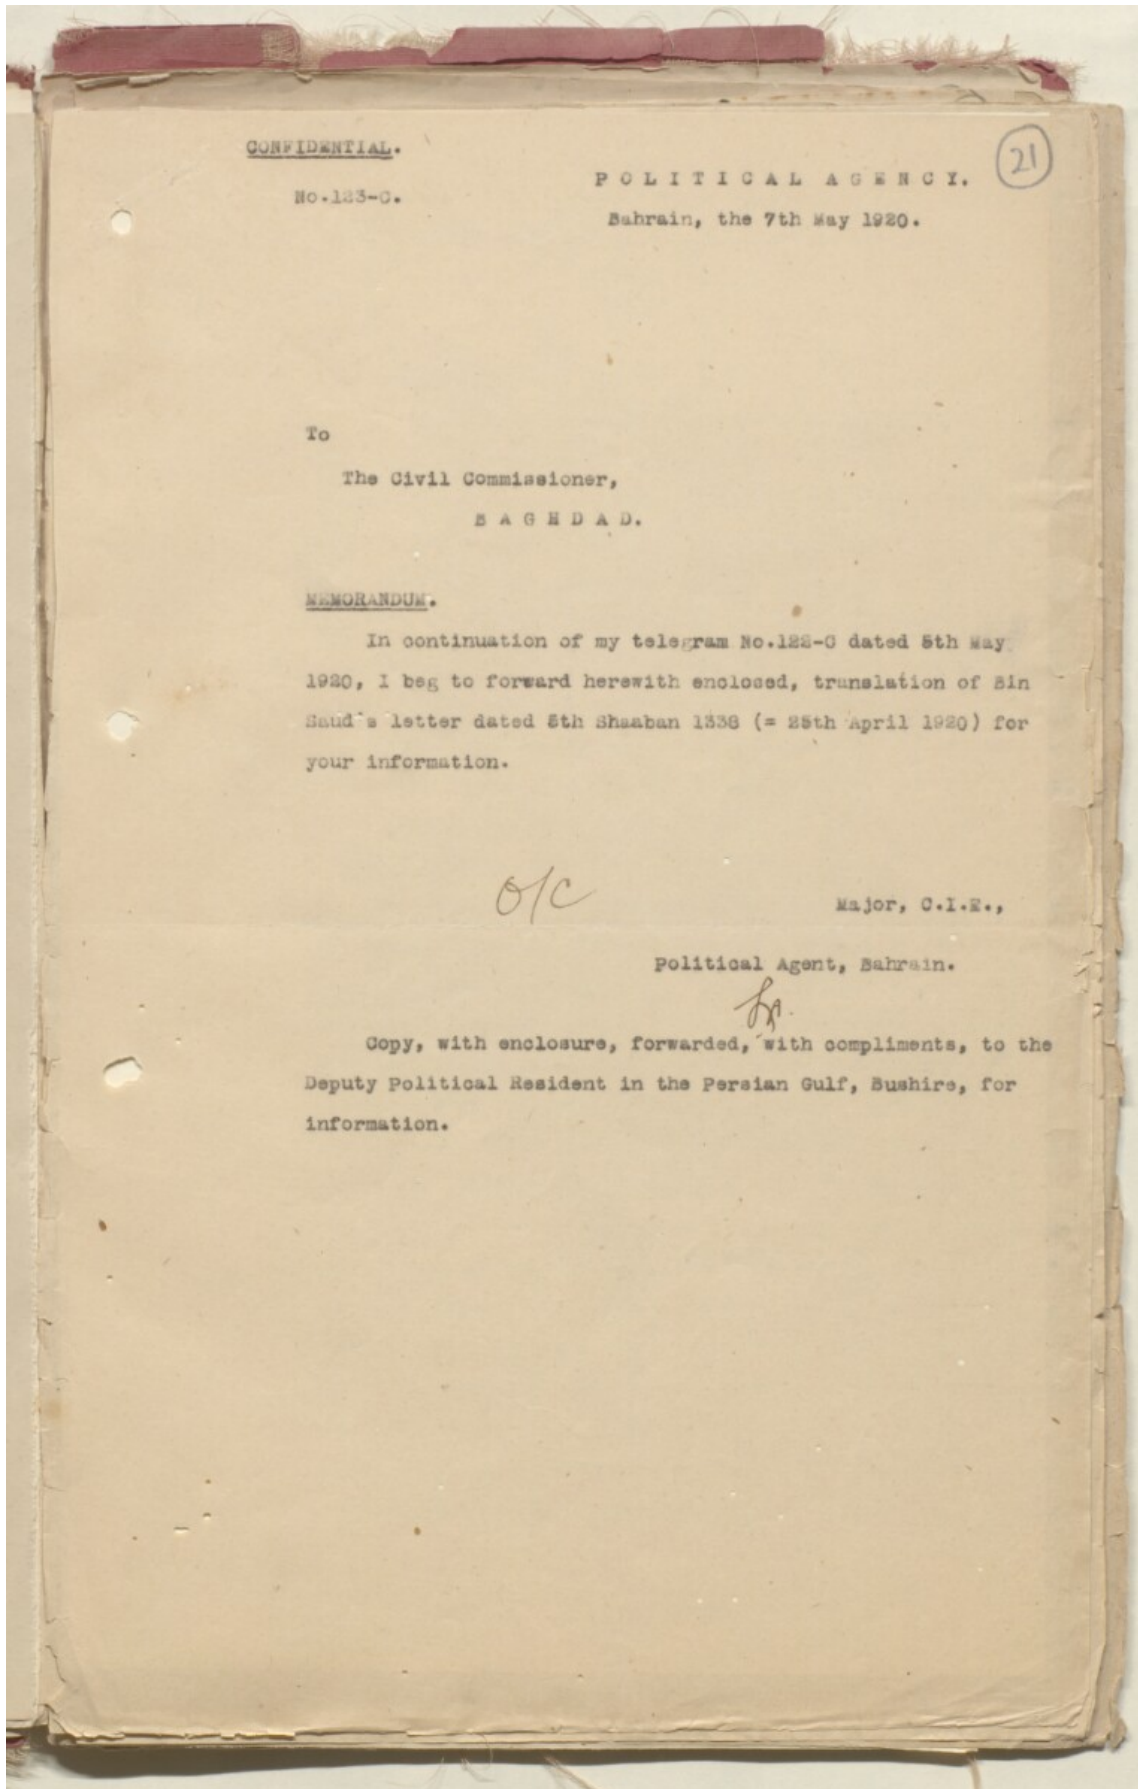 CONFIDENTIAL.
21
No.123-C.
POLITICAL AGENCY.
Bahrain, the 7th May 1920.
To
The Civil Commissioner,
BAGHDAD.
MEMORANDUM.
In continuation of my telegram No.122-C dated 5th May
1920, I beg to forward herewith enclosed, translation of Bin
Saud's letter dated 5th Shaaban 1338 (= 25th April 1920) for
your information.
O/C
Major, C.I.E.,
Political Agent, Bahrain.
Copy, with enclosure, forwarded, with compliments, to the
Deputy Political Resident in the Persian Gulf, Bushire, for
information.